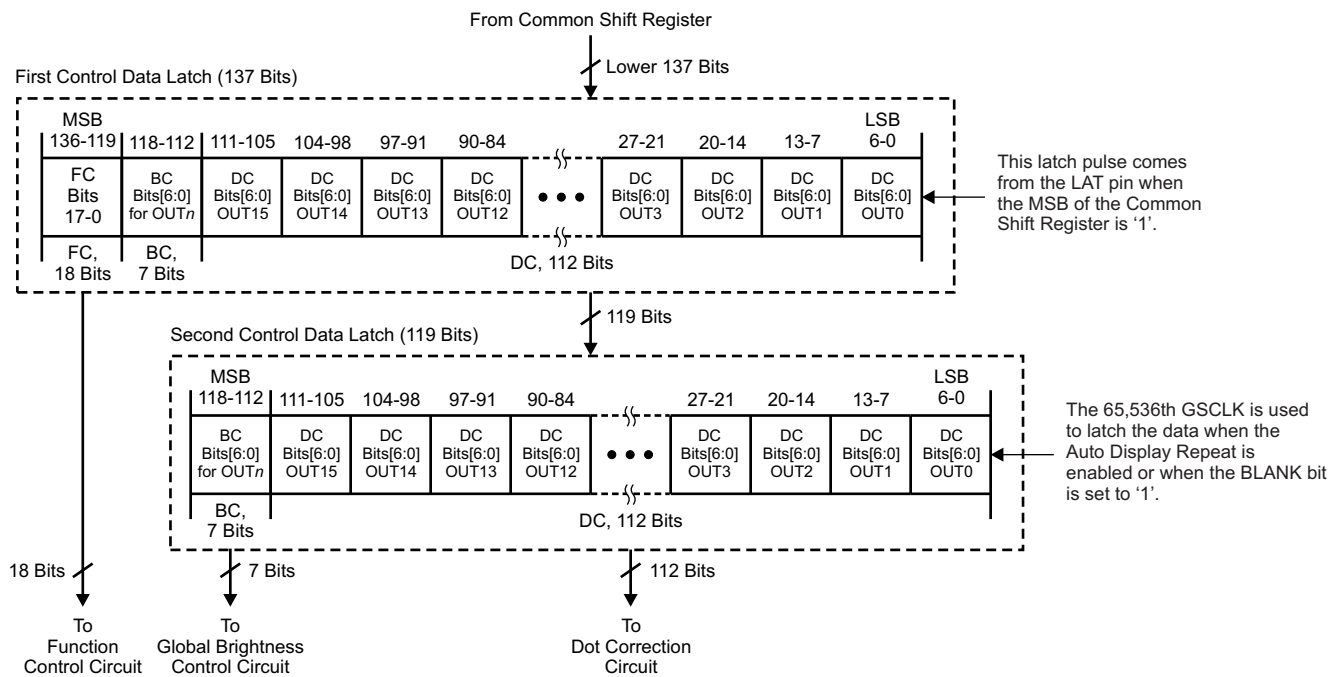 From Common Shift Register
Lower 137 Bits
First Control Data Latch (137 Bits)
MSB LSB
136-119 118-112 111-105 104-98 97-91 90-84 27-21 20-14 13-7 6-0
FC BC DC DC DC DC DC DC DC DC
Bits Bits[6:0] Bits[6:0] Bits[6:0] Bits[6:0] Bits[6:0] • • • Bits[6:0] Bits[6:0] Bits[6:0] Bits[6:0]
17-0 for OUTn OUT15 OUT14 OUT13 OUT12 OUT3 OUT2 OUT1 OUT0
FC, BC, DC, 112 Bits
18 Bits 7 Bits
This latch pulse comes
from the LAT pin when
the MSB of the Common
Shift Register is ‘1’.
119 Bits
Second Control Data Latch (119 Bits)
MSB LSB
118-112 111-105 104-98 97-91 90-84 27-21 20-14 13-7 6-0
BC DC DC DC DC DC DC DC DC
Bits[6:0] Bits[6:0] Bits[6:0] Bits[6:0] Bits[6:0] • • • Bits[6:0] Bits[6:0] Bits[6:0] Bits[6:0]
for OUTn OUT15 OUT14 OUT13 OUT12 OUT3 OUT2 OUT1 OUT0
BC, DC, 112 Bits
7 Bits
The 65,536th GSCLK is used
to latch the data when the
Auto Display Repeat is
enabled or when the BLANK bit
is set to ‘1’.
18 Bits 7 Bits 112 Bits
To To To
Function Global Brightness Dot Correction
Control Circuit Control Circuit Circuit